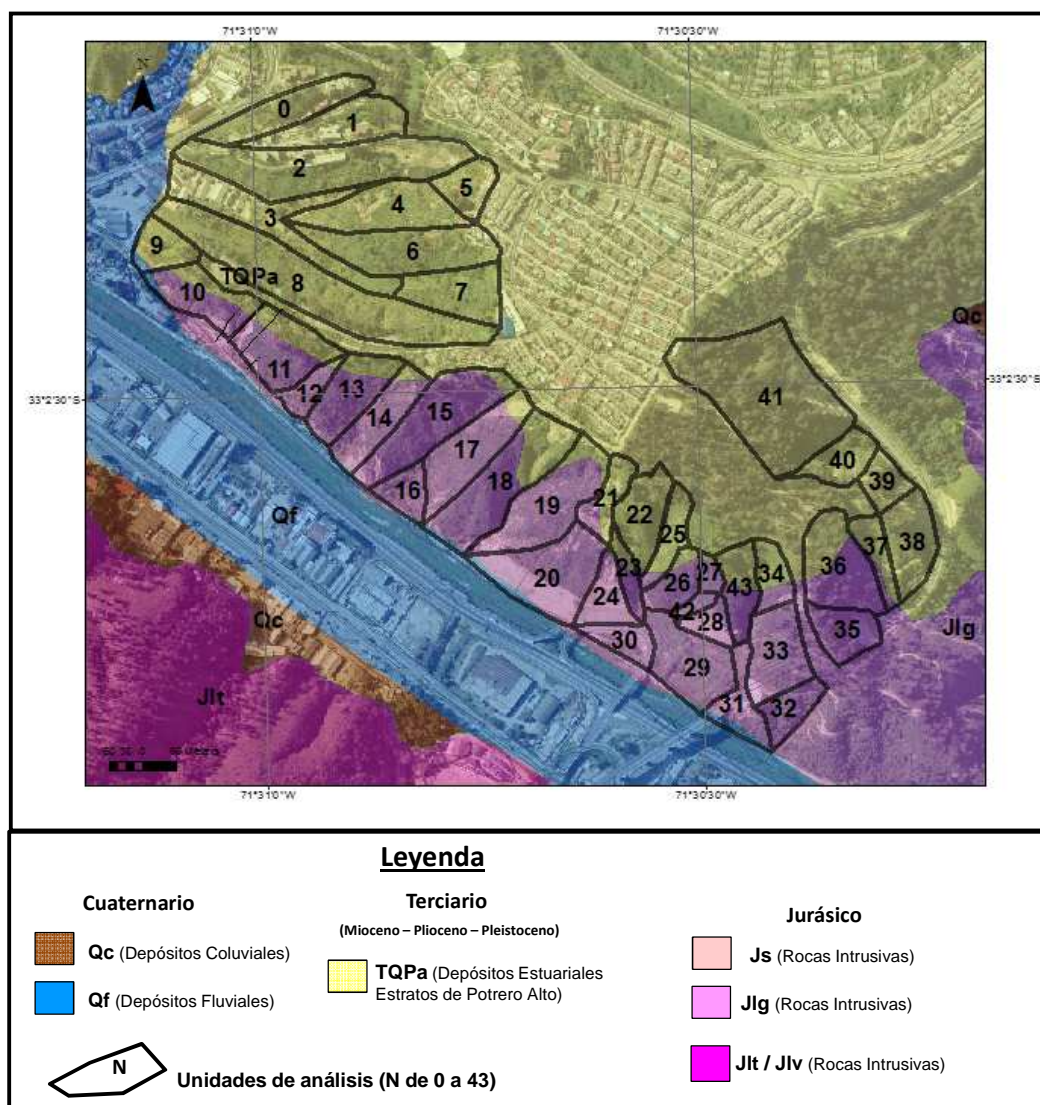 71°31'0"W
71°30'30"W
N
0
1
2
5
4
3
6
9
TQPa
8
7
10
Qc
11
33°2'30"S
33°2'30"S
12
13
41
15
14
17
40
16
18
39
Qf
19
21
22
25
38
37
36
23
27
34
20
26
43
24
42
28
30
35
Jlg
Qc
33
29
Jlt
31
32
71°31'0"W
71°30'30"W
Leyenda
Cuaternario
Terciario
(Mioceno – Plioceno – Pleistoceno)
Jurásico
Qc (Depósitos Coluviales)
TQPa (Depósitos Estuariales
Estratos de Potrero Alto)
Js (Rocas Intrusivas)
Qf (Depósitos Fluviales)
Jlg (Rocas Intrusivas)
N
Unidades de análisis (N de 0 a 43)
Jlt / Jlv (Rocas Intrusivas)